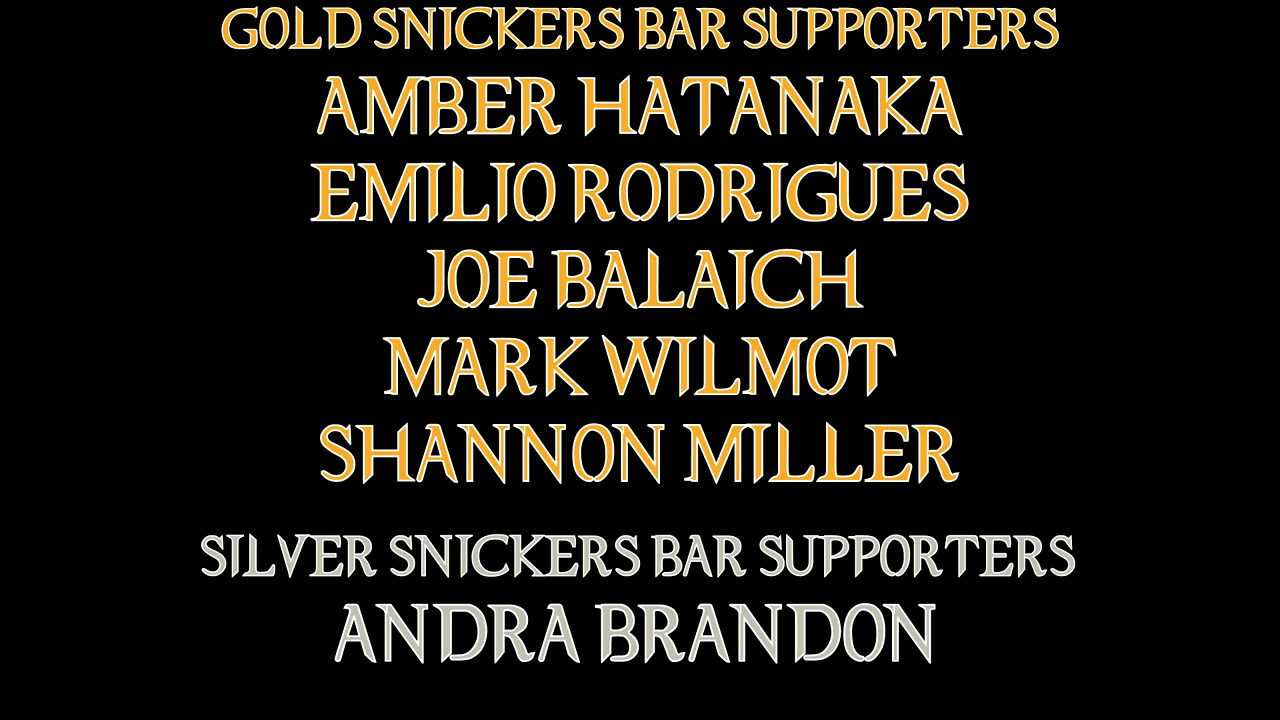 GOLD SNICKERS BAR SUPPORTERS
AMBER HATANAKA
EMILIO RODRIGUES
JOE BALAICH
MARK WILMOT
SHANNON MILLER
SILVER SNICKERS BAR SUPPORTERS
ANDRA BRANDON